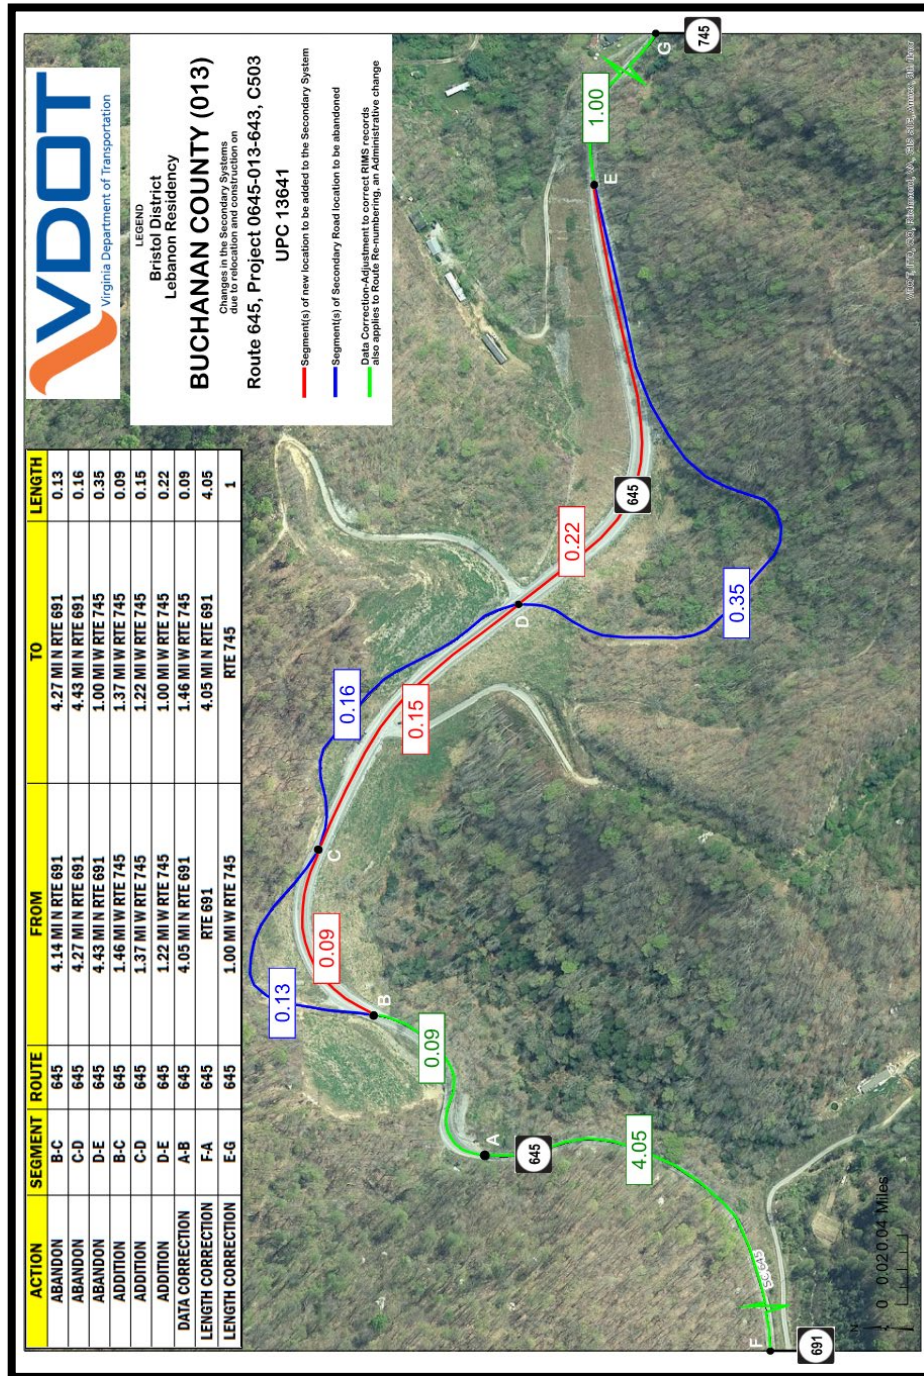 VDOT
Virginia Department of Transportation
LEGEND
Bristol District
Lebanon Residency
BUCHANAN COUNTY (013)
Changes in the Secondary Systems
due to relocation and construction on
Route 645, Project 0645-013-643, C503
UPC 13641
Segment(s) of new location to be added to the Secondary System
Segment(s) of Secondary Road location to be abandoned
Data Correction-Adjustment to correct RIMS records
also applies to Route Re-numbering, an Administrative change
ACTION SEGMENT ROUTE FROM TO LENGTH
ABANDON B-C 645 4.14 MI N RTE 691 4.27 MI N RTE 691 0.13
ABANDON C-D 645 4.27 MI N RTE 691 4.43 MI N RTE 691 0.16
ABANDON D-E 645 4.43 MI N RTE 691 1.00 MI W RTE 745 0.35
ADDITION B-C 645 1.46 MI W RTE 745 1.37 MI W RTE 745 0.09
ADDITION C-D 645 1.37 MI W RTE 745 1.22 MI W RTE 745 0.15
ADDITION D-E 645 1.22 MI W RTE 745 1.00 MI W RTE 745 0.22
DATA CORRECTION A-B 645 4.05 MI N RTE 691 1.46 MI W RTE 745 0.09
LENGTH CORRECTION F-A 645 RTE 691 4.05 MI N RTE 691 4.05
LENGTH CORRECTION E-G 645 1.00 MI W RTE 745 RTE 745 1
0.13
0.16
0.09
C
B
0.15
D
0.22
0.09
A
645
645
1.00
E
G
745
0.35
4.05
SC 645
F
691
0 0.02 0.04 Miles